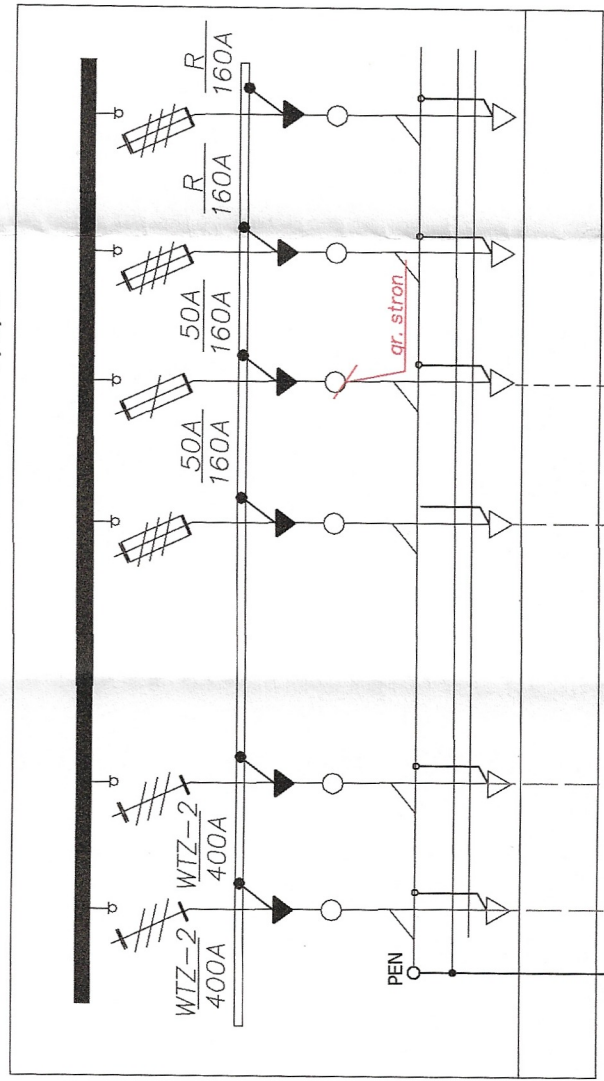 WTZ-2
400A
WTZ-2
400A
50A
160A
50A
160A
R
160A
R
160A
gr. stron
PEN